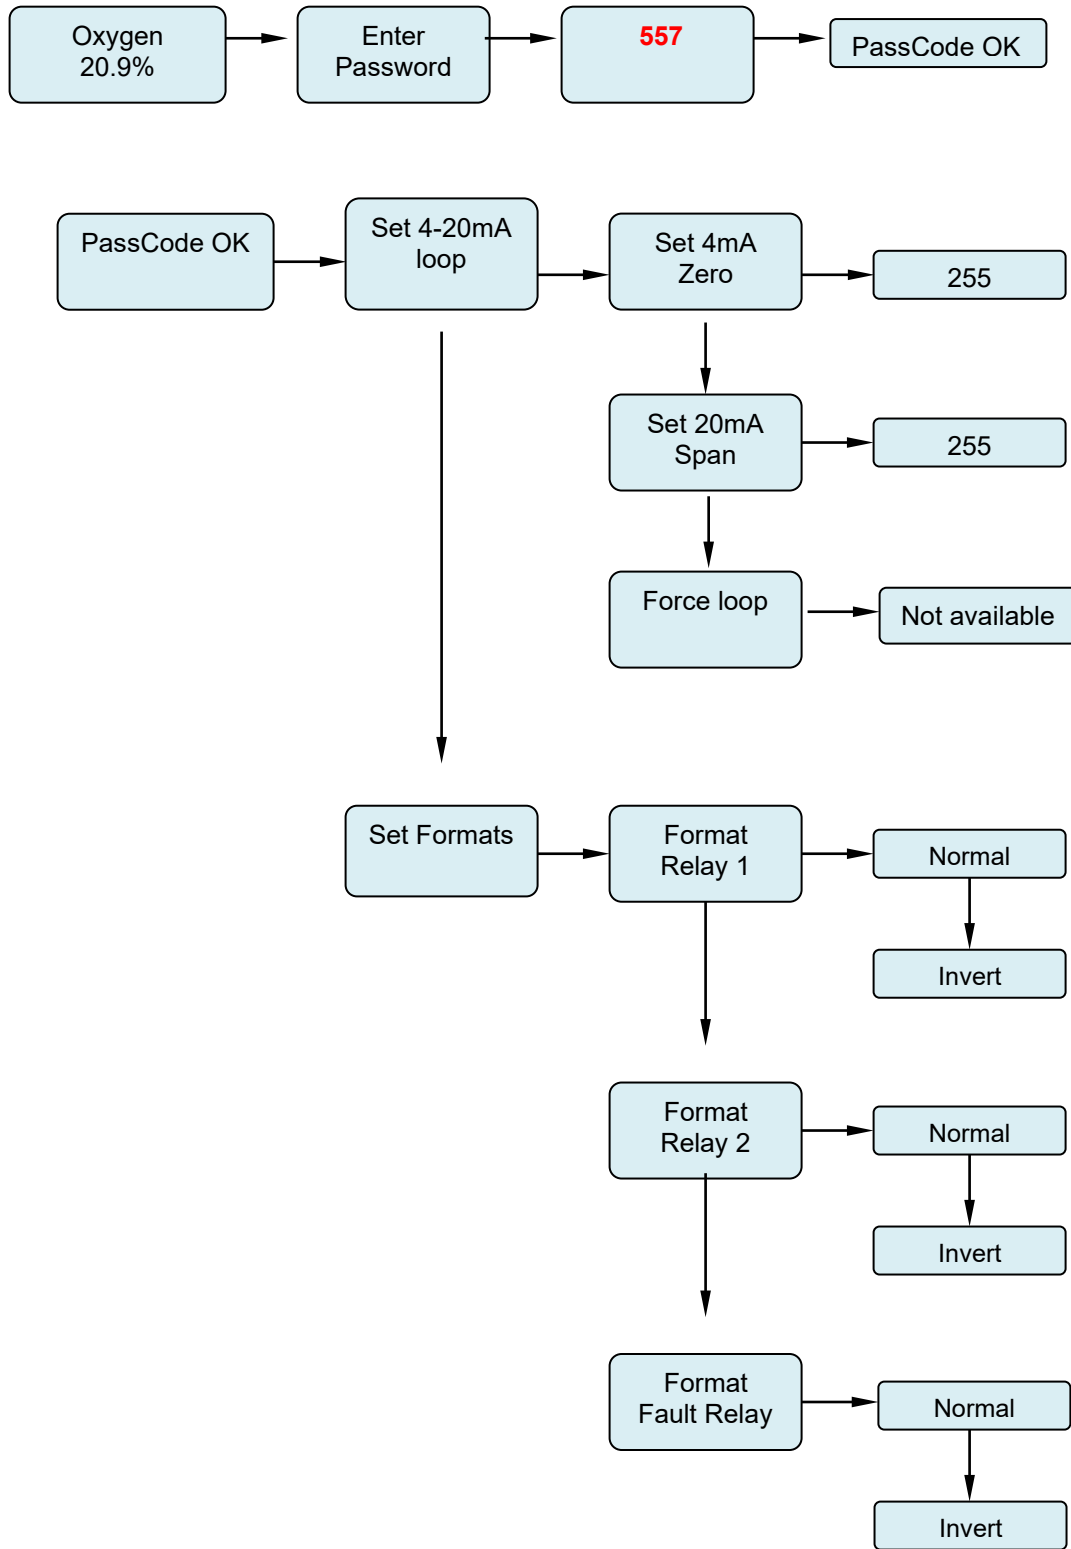 Oxygen
20.9%
Enter
Password
557
PassCode OK
PassCode OK
Set 4-20mA
loop
Set 4mA
Zero
255
Set 20mA
Span
255
Force loop
Not available
Set Formats
Format
Relay 1
Normal
Invert
Format
Relay 2
Normal
Invert
Format
Fault Relay
Normal
Invert